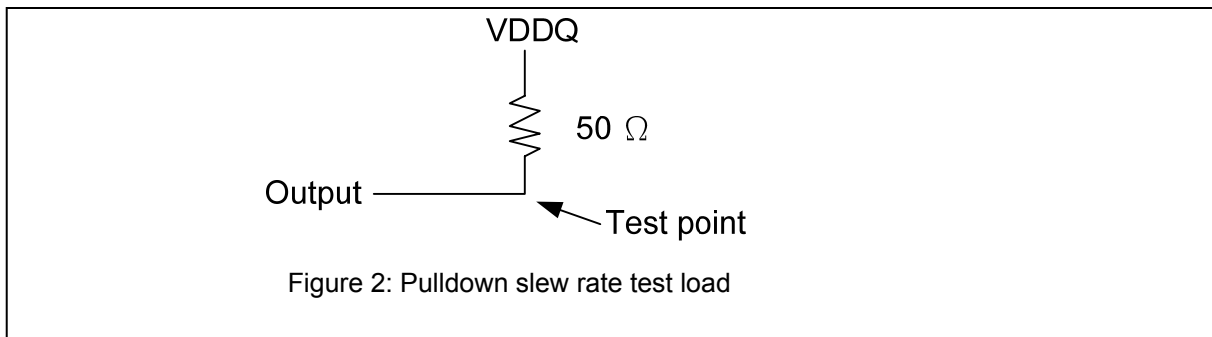 VDDQ
50 Ω
Output
Test point
Figure 2: Pulldown slew rate test load